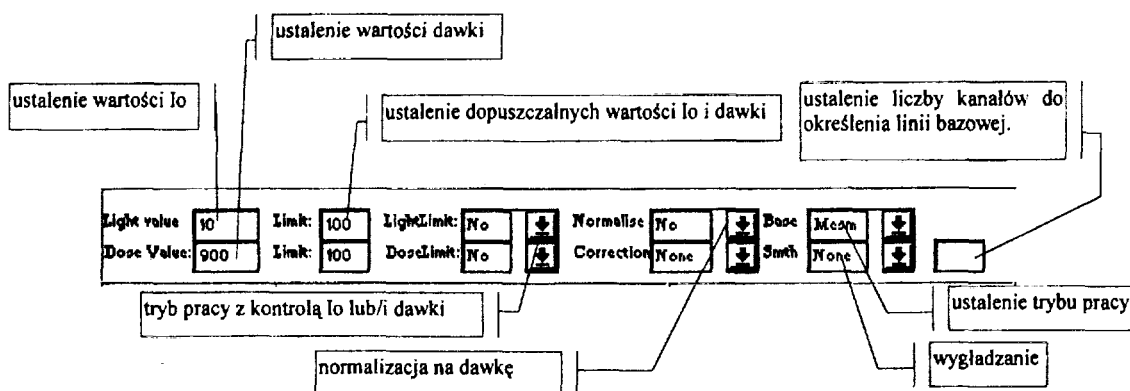 ustalenie wartości dawki
ustalenie wartości Io
ustalenie dopuszczalnych wartości Io i dawki
ustalenie liczby kanałów do
określenia linii bazowej.
Light value 10 Limit: 100 LightLimit: No Normalise No Base Mean
Dose Value: 900 Limit: 100 DoseLimit: No Correction None Smth None
tryb pracy z kontrolą Io lub/i dawki
ustalenie trybu pracy
normalizacja na dawkę
wygładzanie